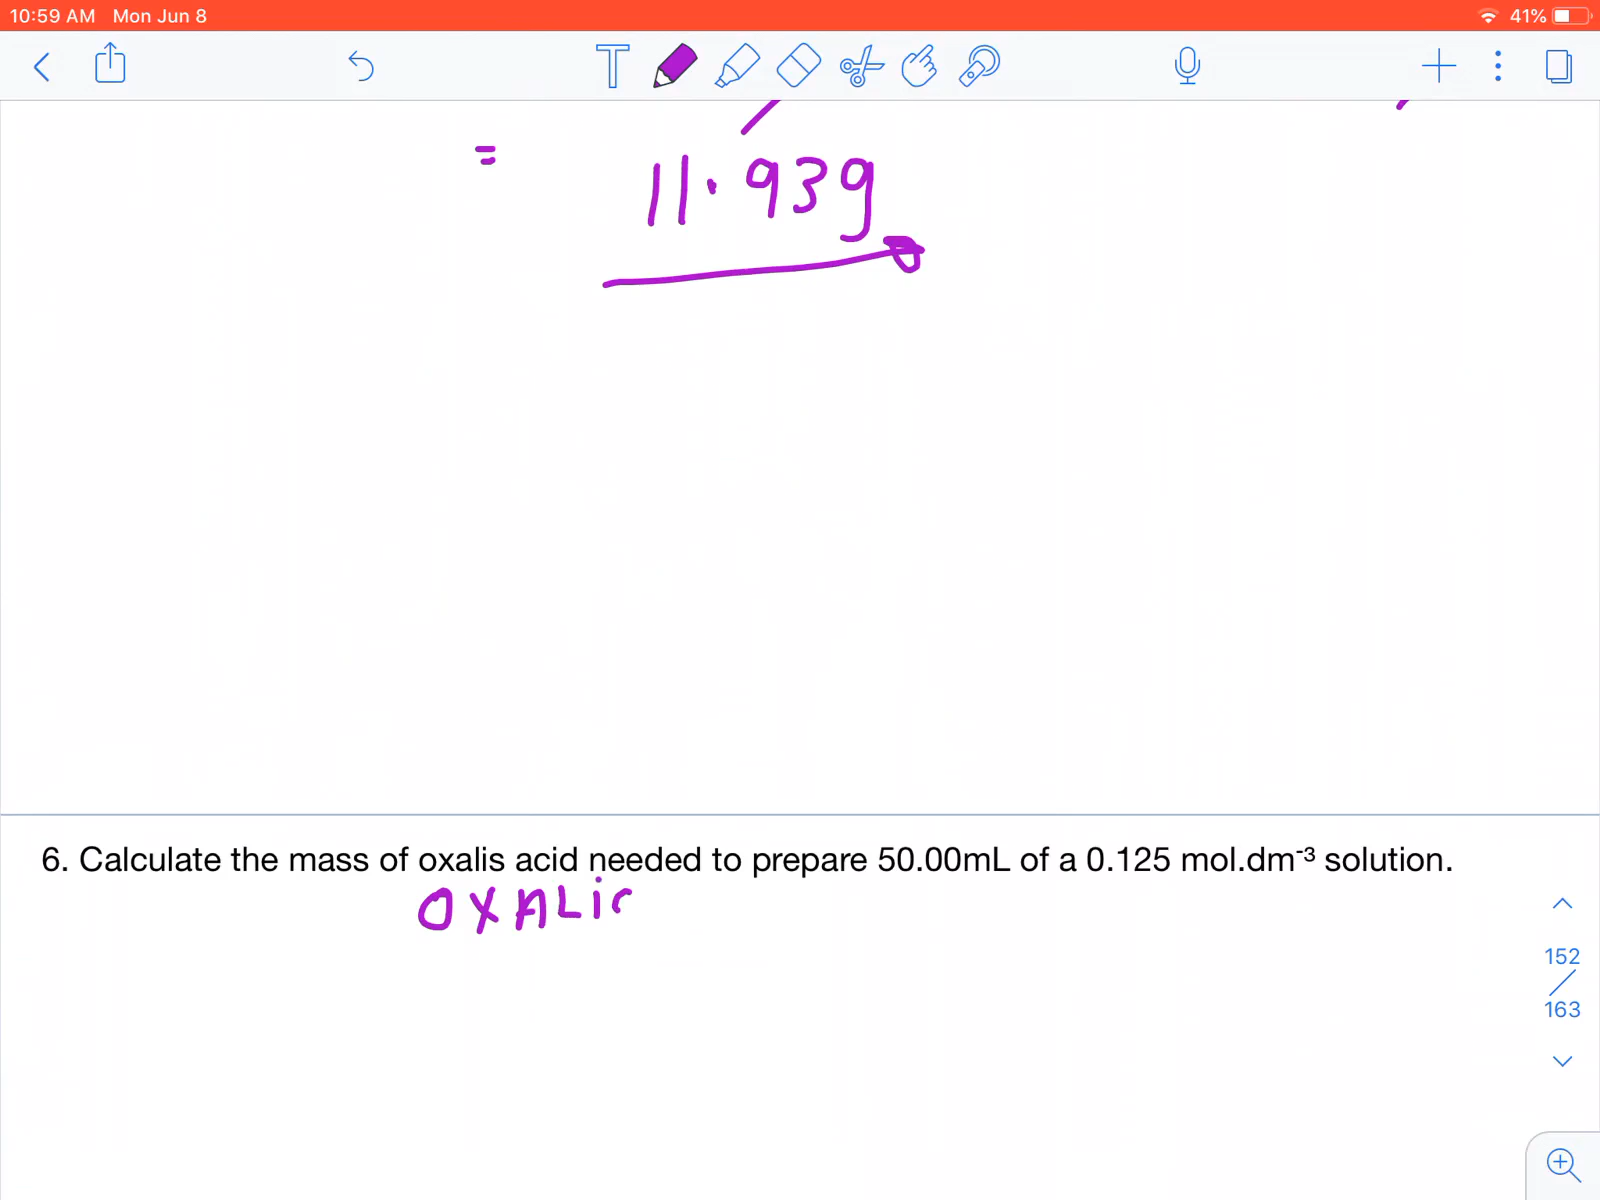 10:59 AM Mon Jun 8 41%
T
= 11.93g
6. Calculate the mass of oxalis acid needed to prepare 50.00mL of a 0.125 mol.dm⁻³ solution.
OXALic
152
163